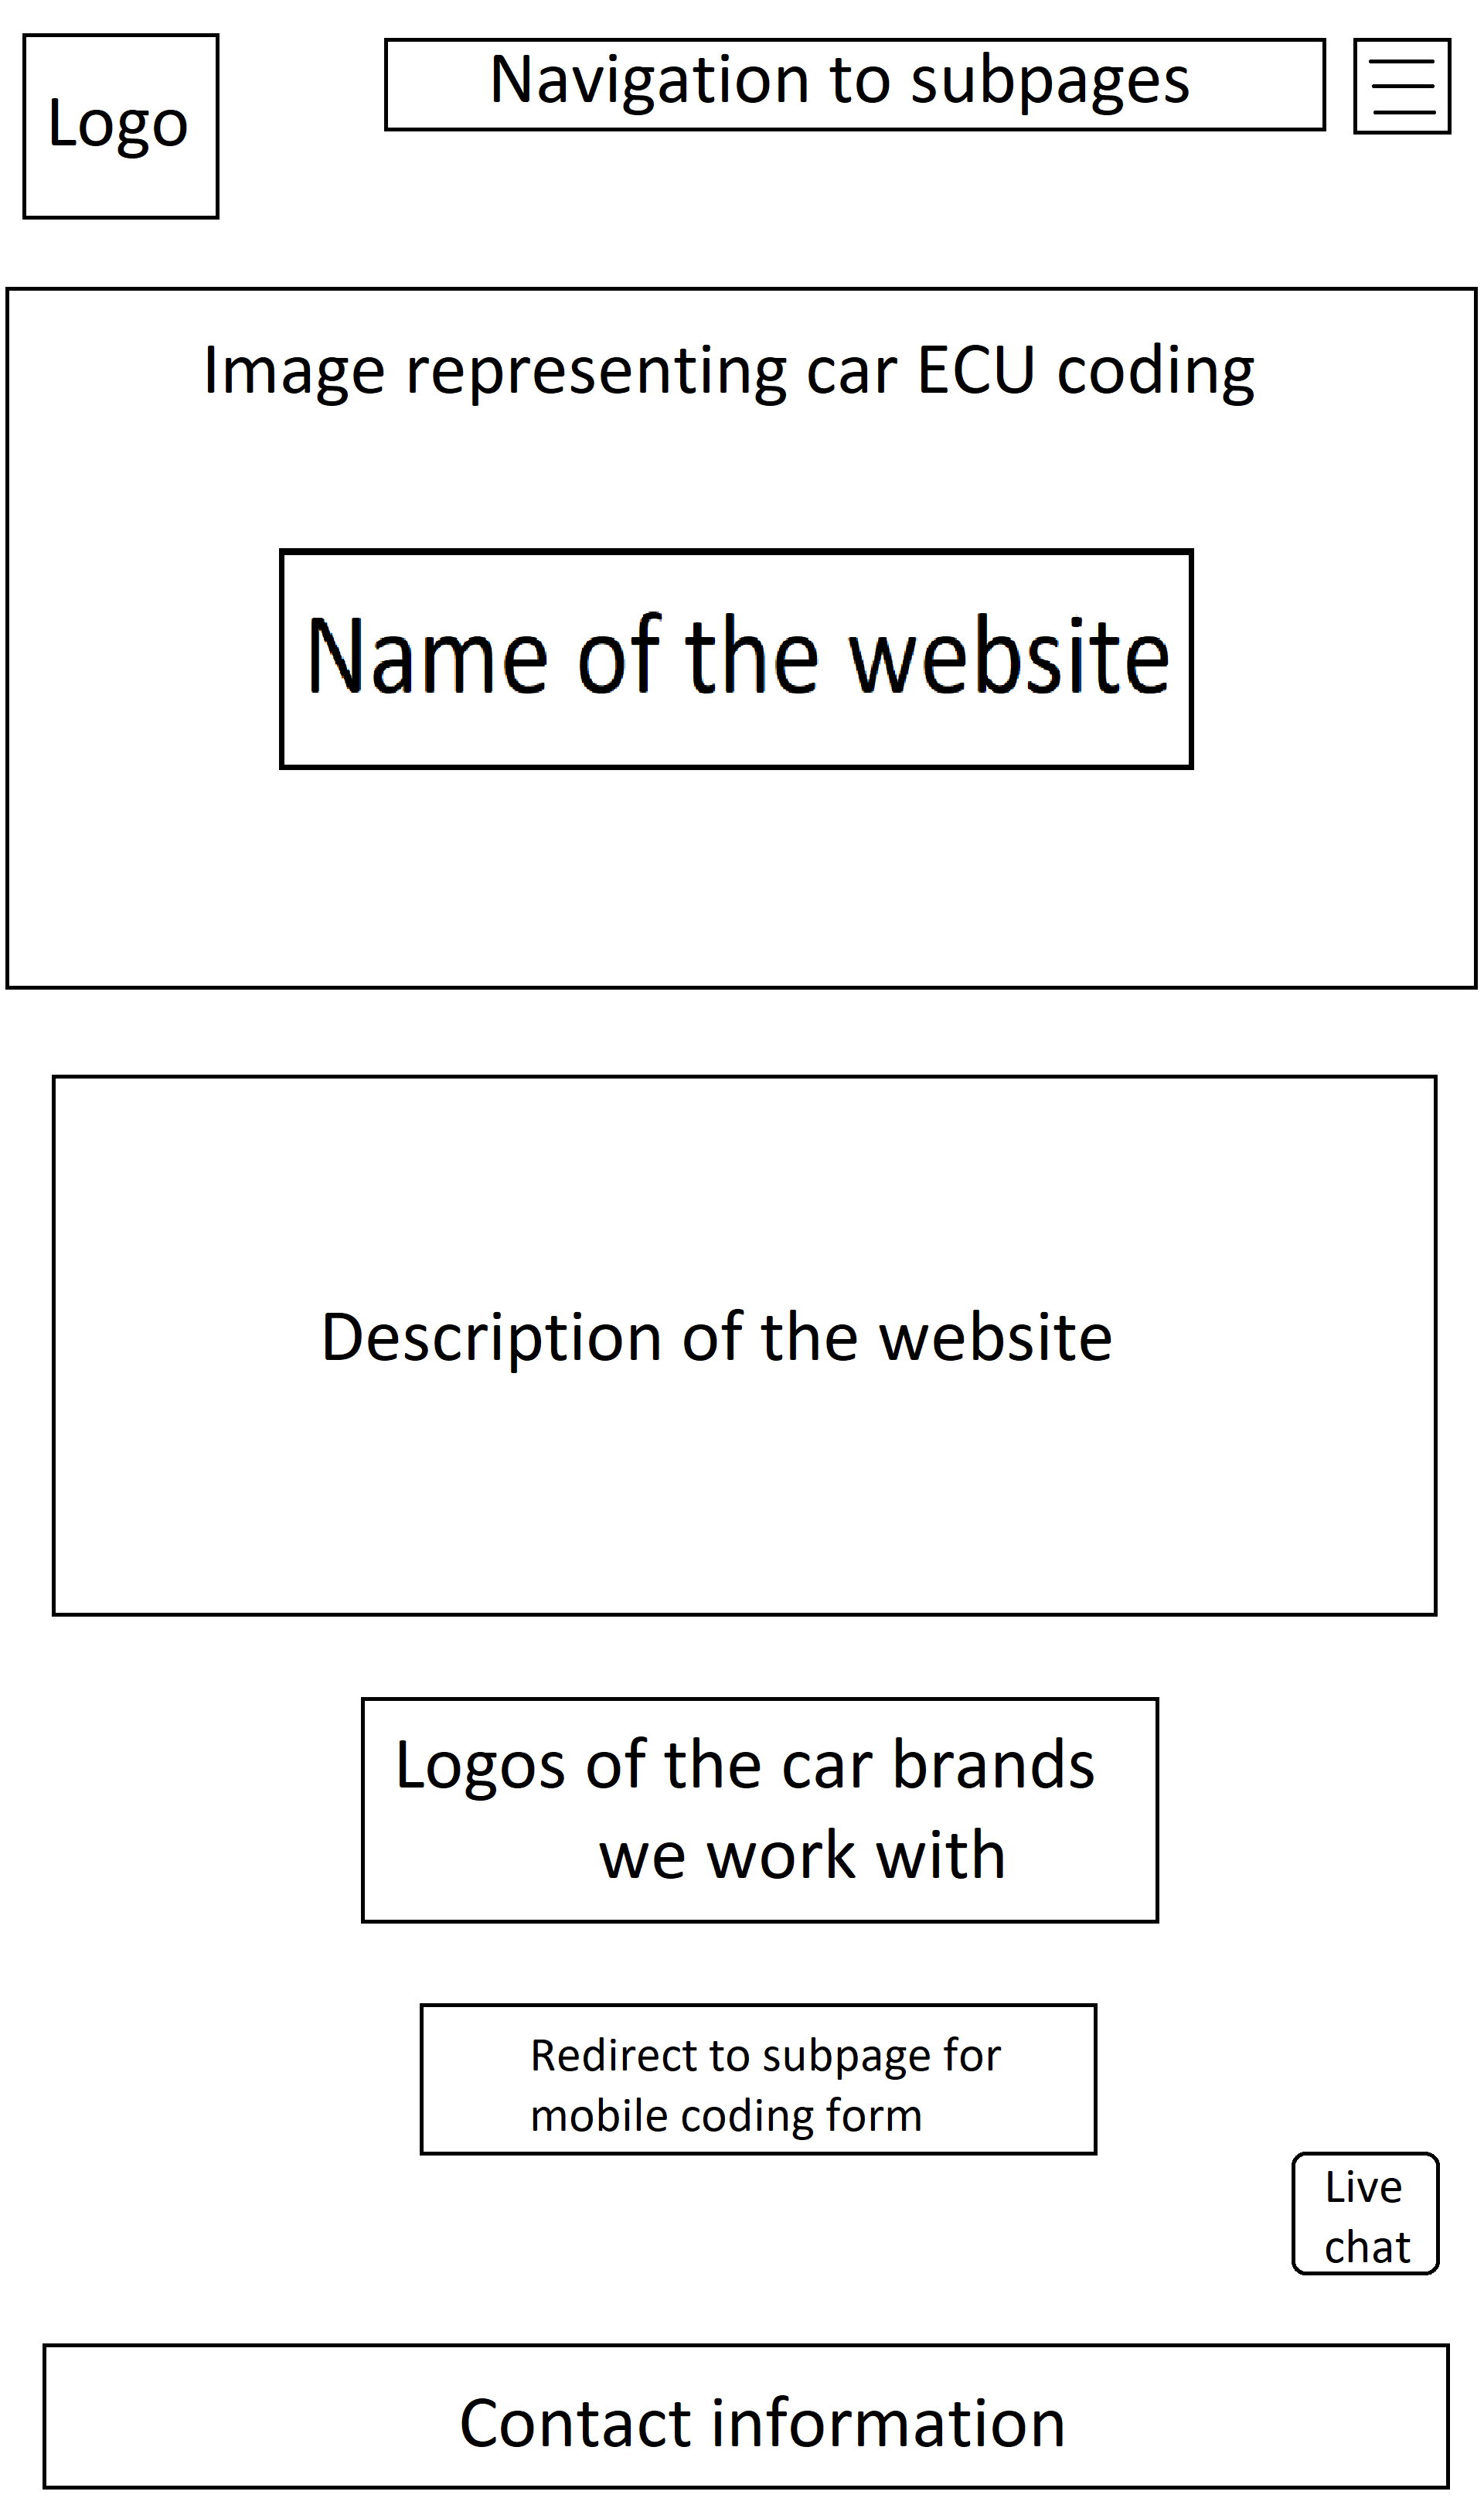 Logo
Navigation to subpages
Image representing car ECU coding
Name of the website
Description of the website
Logos of the car brands
we work with
Redirect to subpage for
mobile coding form
Live
chat
Contact information